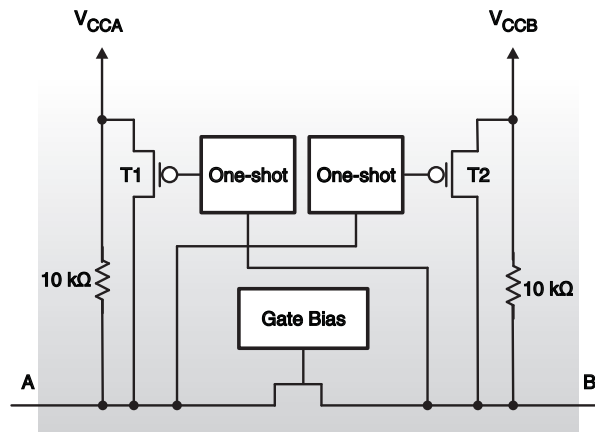 VCCA
VCCB
T1
One-shot
One-shot
T2
10 kΩ
10 kΩ
Gate Bias
A
B